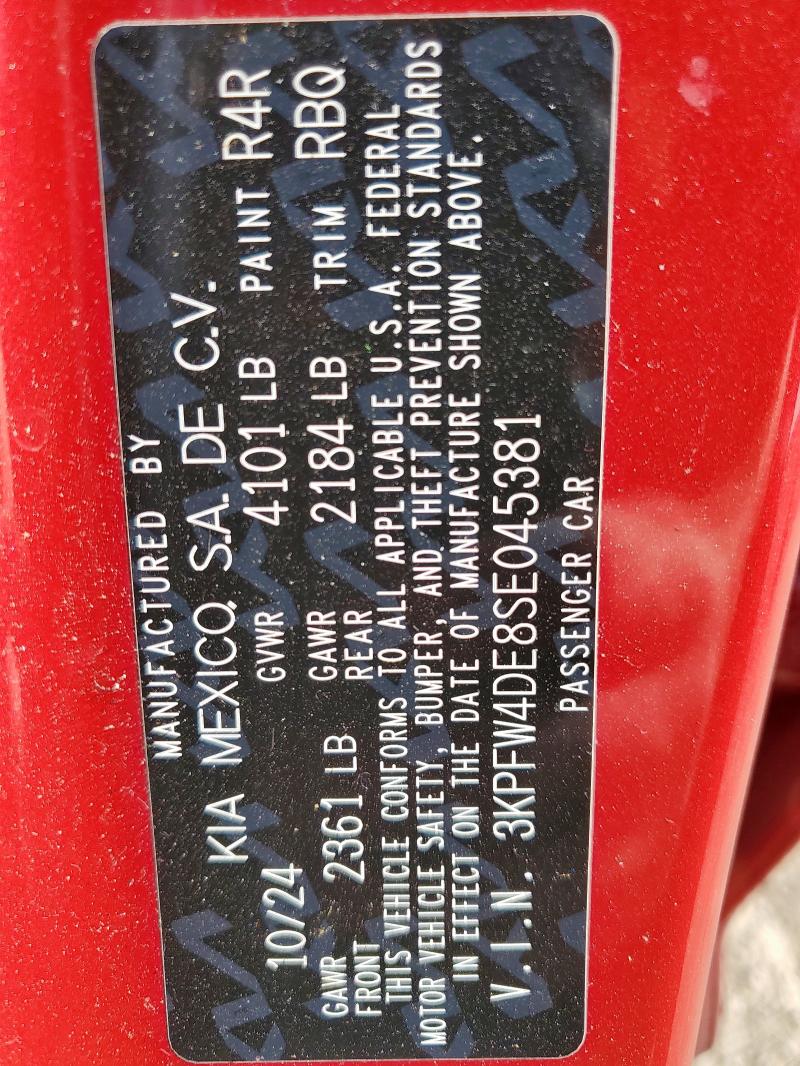 MANUFACTURED BY
KIA MEXICO, S.A. DE C.V.
10/24 GVWR 4101 LB PAINT R4R
GAWR FRONT 2361 LB GAWR REAR 2184 LB TRIM RBQ
THIS VEHICLE CONFORMS TO ALL APPLICABLE U.S.A. FEDERAL
MOTOR VEHICLE SAFETY, BUMPER, AND THEFT PREVENTION STANDARDS
IN EFFECT ON THE DATE OF MANUFACTURE SHOWN ABOVE.
V.I.N. 3KPFW4DE8SE045381
PASSENGER CAR